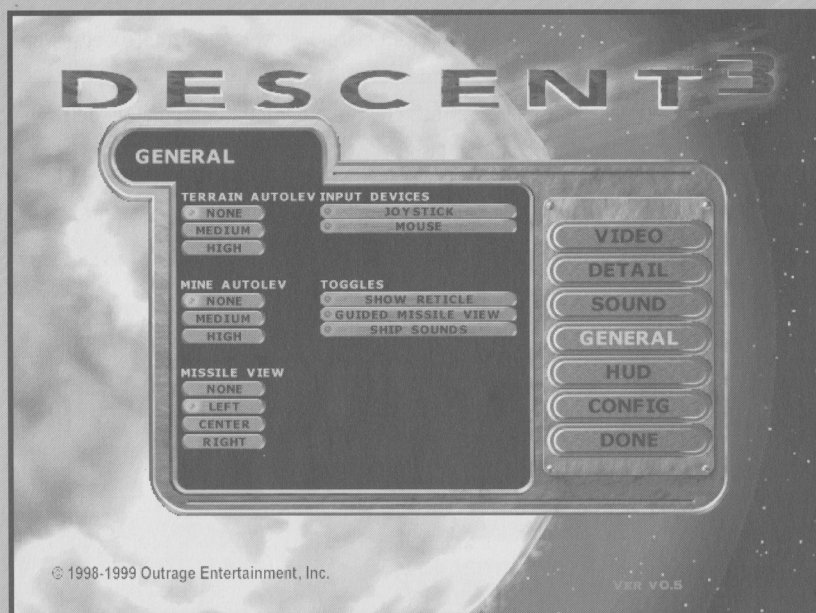 DESCENT3
GENERAL
TERRAIN AUTOLEV
NONE
MEDIUM
HIGH
MINE AUTOLEV
NONE
MEDIUM
HIGH
MISSILE VIEW
NONE
LEFT
CENTER
RIGHT
INPUT DEVICES
JOYSTICK
MOUSE
TOGGLES
SHOW RETICLE
GUIDED MISSILE VIEW
SHIP SOUNDS
VIDEO
DETAIL
SOUND
GENERAL
HUD
CONFIG
DONE
© 1998-1999 Outrage Entertainment, Inc.
VER V0.5